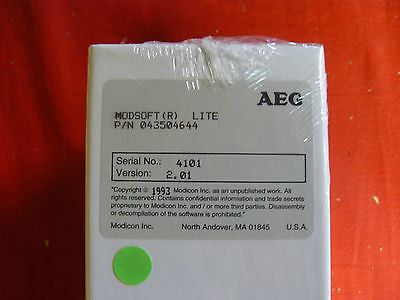 AEG
MODSOFT(R) LITE
P/N 043504644
Serial No.: 4101
Version: 2.01
"Copyright © 1993 Modicon Inc. as an unpublished work. All
rights reserved. Contains confidential information and trade secrets
proprietary to Modicon Inc. and / or more third parties. Disassembly
or decompilation of the software is prohibited."
Modicon Inc. North Andover, MA 01845 U.S.A.